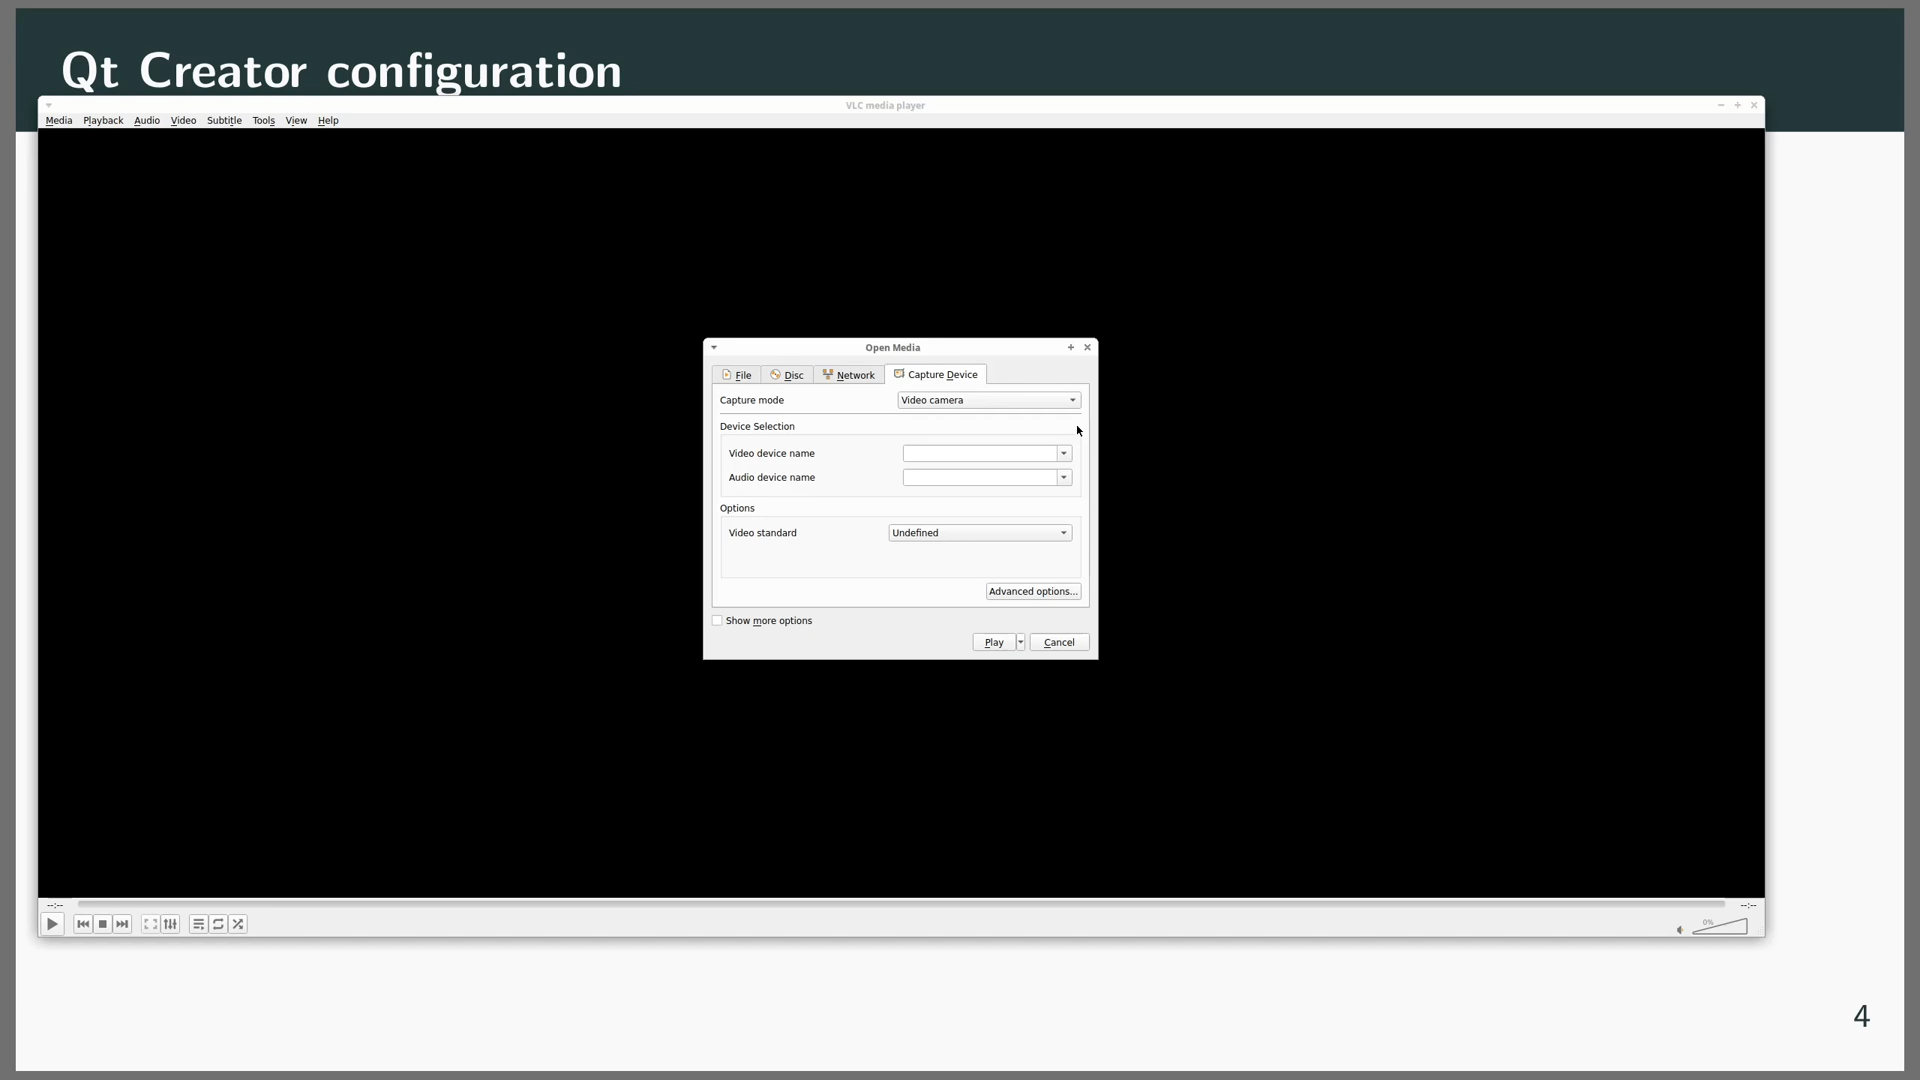 Qt Creator configuration
VLC media player
Media Playback Audio Video Subtitle Tools View Help
Open Media
File Disc Network Capture Device
Capture mode Video camera
Device Selection
Video device name
Audio device name
Options
Video standard Undefined
Advanced options...
Show more options
Play Cancel
--:-- --:--
0%
4